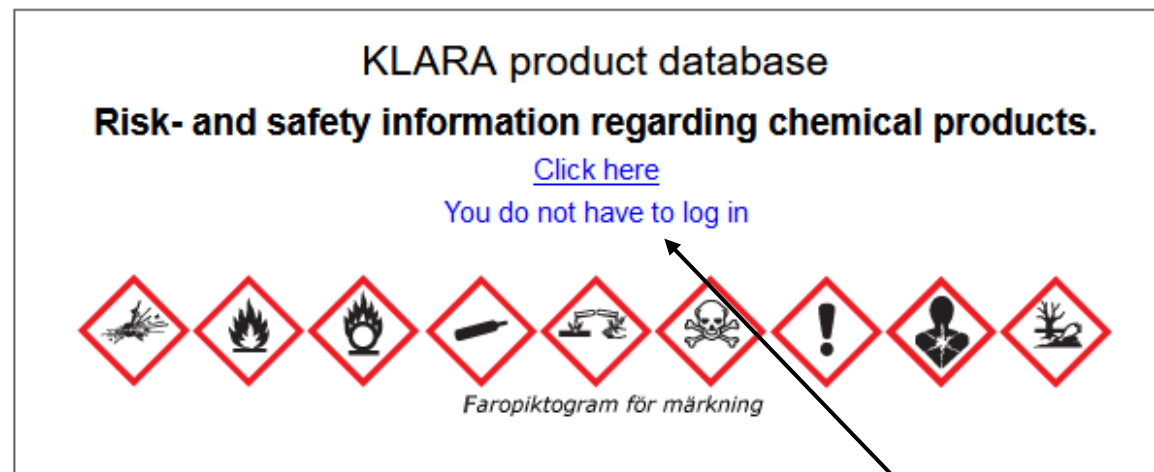 KLARA product database
Risk- and safety information regarding chemical products.
Click here
You do not have to log in
Faropiktogram för märkning